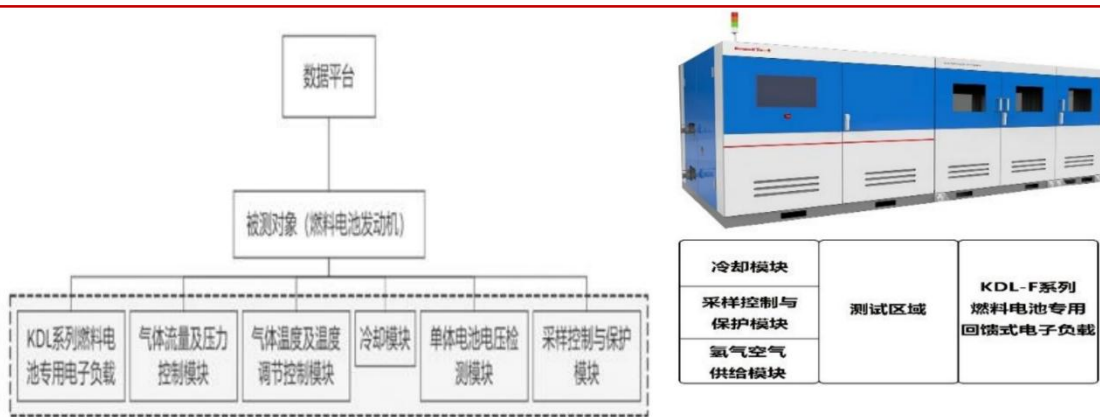 数据平台
被测对象（燃料电池发动机）
KDL系列燃料电
池专用电子负载
气体流量及压力
控制模块
气体温度及温度
调节控制模块
冷却模块
单体电池电压检
测模块
采样控制与保护
模块
冷却模块
采样控制与
保护模块
氢气空气
供给模块
测试区域
KDL-F系列
燃料电池专用
回馈式电子负载